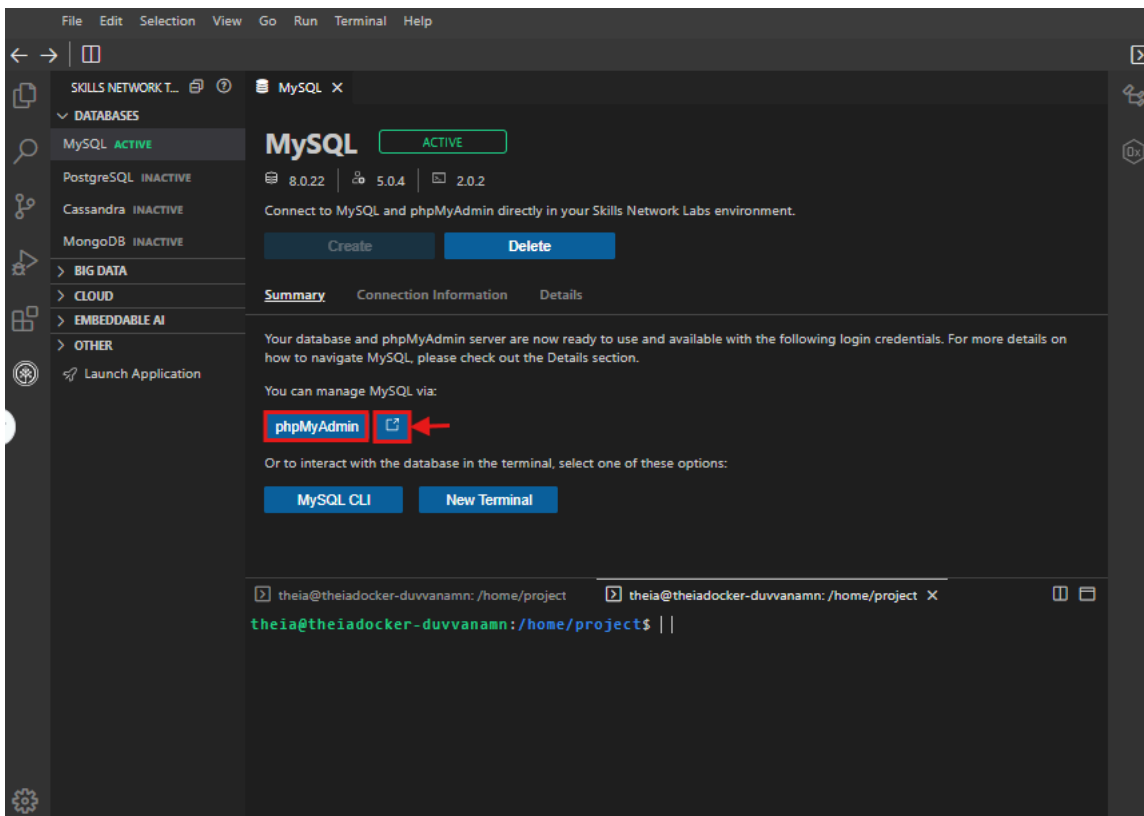 File Edit Selection View Go Run Terminal Help
SKILLS NETWORK T...
DATABASES
MySQL ACTIVE
PostgreSQL INACTIVE
Cassandra INACTIVE
MongoDB INACTIVE
BIG DATA
CLOUD
EMBEDDABLE AI
OTHER
Launch Application
MySQL
MySQL ACTIVE
8.0.22 5.0.4 2.0.2
Connect to MySQL and phpMyAdmin directly in your Skills Network Labs environment.
Create Delete
Summary Connection Information Details
Your database and phpMyAdmin server are now ready to use and available with the following login credentials. For more details on
how to navigate MySQL, please check out the Details section.
You can manage MySQL via:
phpMyAdmin
Or to interact with the database in the terminal, select one of these options:
MySQL CLI New Terminal
theia@theiadocker-duvvanamn: /home/project theia@theiadocker-duvvanamn: /home/project
theia@theiadocker-duvvanamn:/home/project$
0x